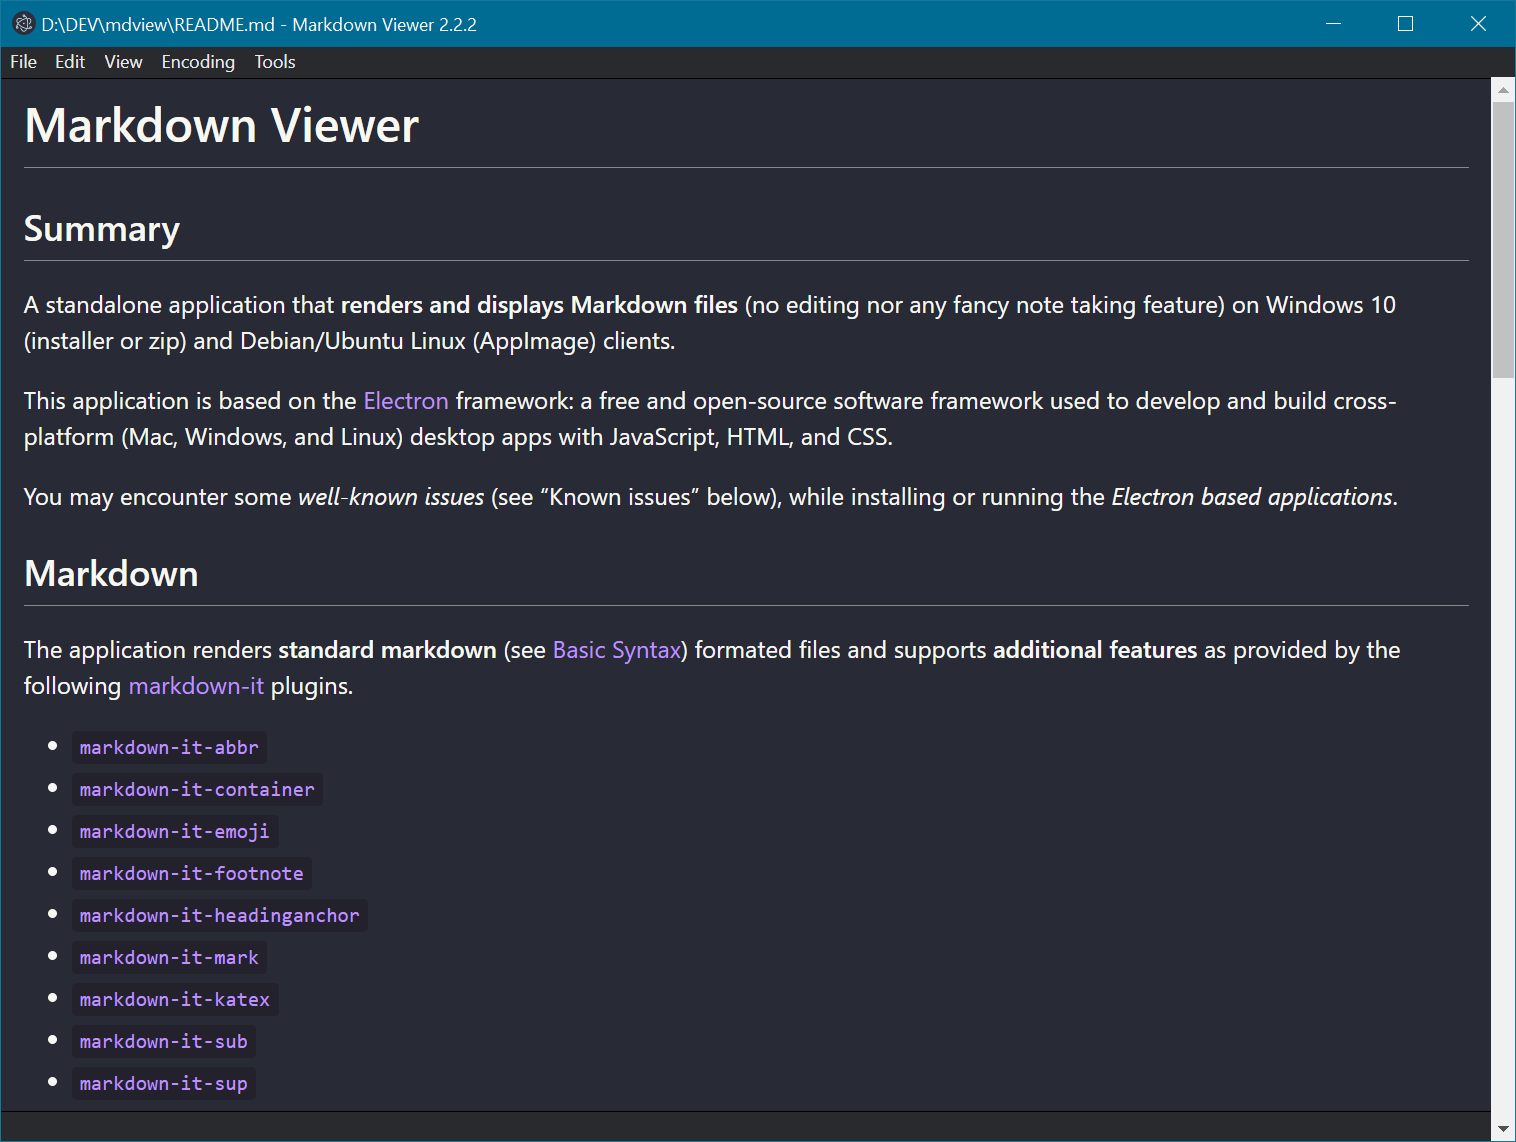 D:\DEV\mdview\README.md - Markdown Viewer 2.2.2
File Edit View Encoding Tools
Markdown Viewer
Summary
A standalone application that renders and displays Markdown files (no editing nor any fancy note taking feature) on Windows 10
(installer or zip) and Debian/Ubuntu Linux (AppImage) clients.
This application is based on the Electron framework: a free and open-source software framework used to develop and build cross-
platform (Mac, Windows, and Linux) desktop apps with JavaScript, HTML, and CSS.
You may encounter some well-known issues (see “Known issues” below), while installing or running the Electron based applications.
Markdown
The application renders standard markdown (see Basic Syntax) formated files and supports additional features as provided by the
following markdown-it plugins.
• markdown-it-abbr
• markdown-it-container
• markdown-it-emoji
• markdown-it-footnote
• markdown-it-headinganchor
• markdown-it-mark
• markdown-it-katex
• markdown-it-sub
• markdown-it-sup